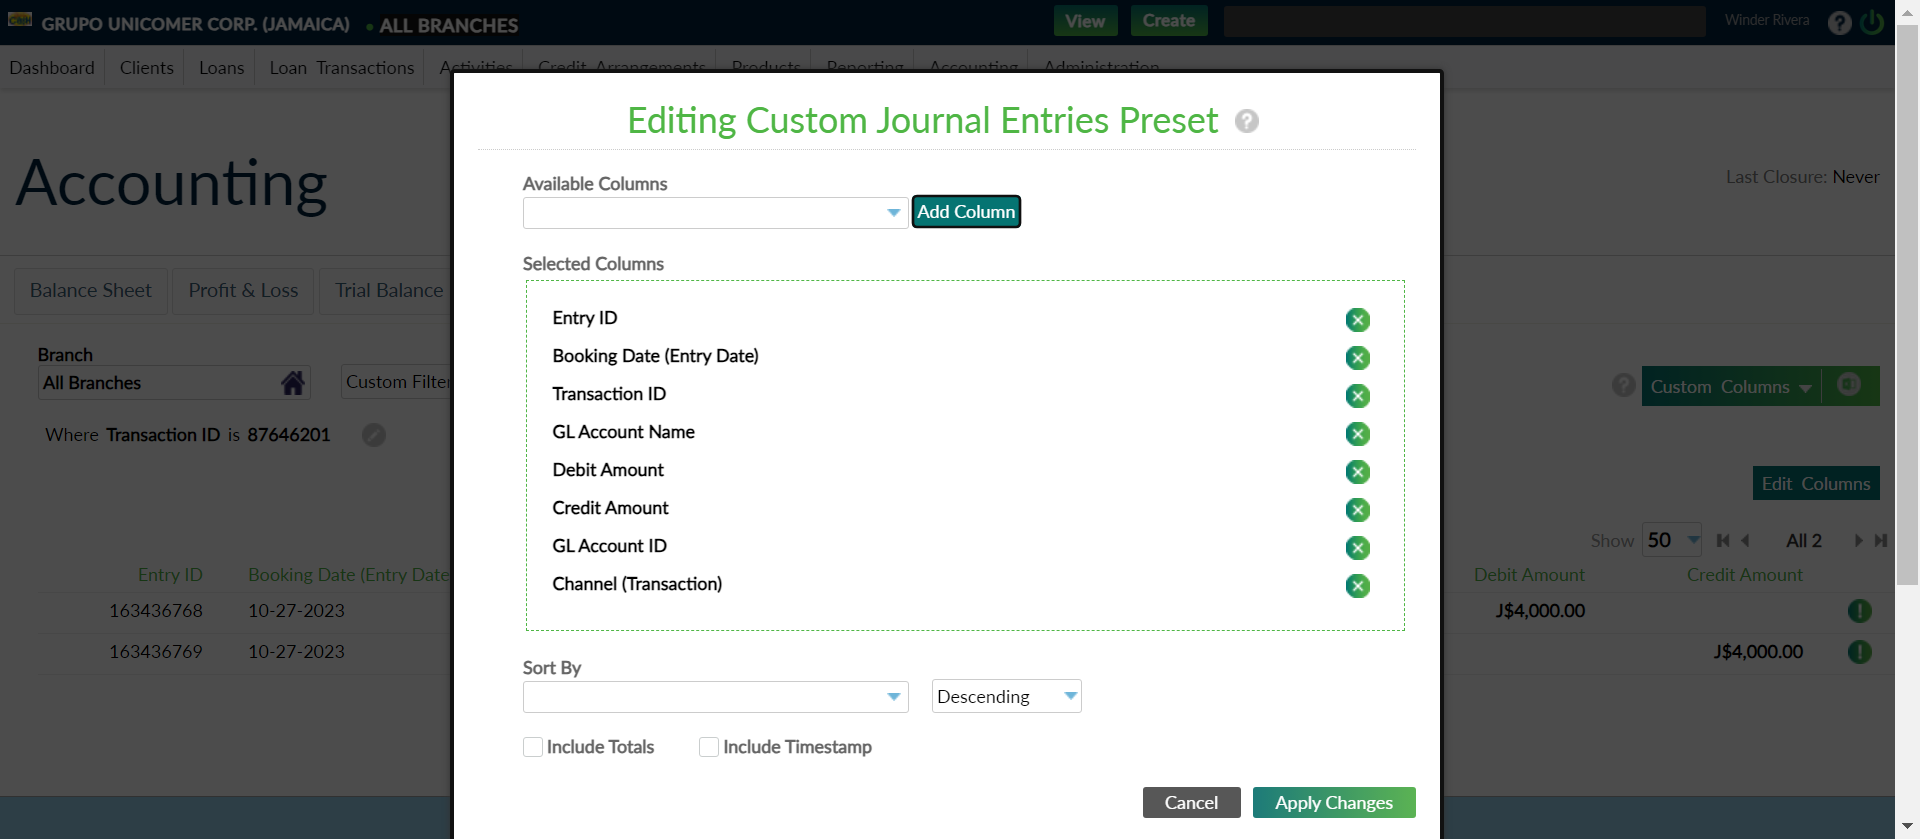 GRUPO UNICOMER CORP. (JAMAICA) • ALL BRANCHES View Create Winder Rivera ?
Dashboard Clients Loans Loan Transactions Activities Credit Arrangements Products Reporting Accounting Administration
Editing Custom Journal Entries Preset ?
Accounting
Last Closure: Never
Available Columns
Add Column
Selected Columns
Balance Sheet Profit & Loss Trial Balance
Entry ID
Booking Date (Entry Date)
Transaction ID
GL Account Name
Debit Amount
Credit Amount
GL Account ID
Channel (Transaction)
Branch
All Branches Custom Filter
? Custom Columns
Where Transaction ID is 87646201
Edit Columns
Show 50 All 2
Entry ID Booking Date (Entry Date Debit Amount Credit Amount
163436768 10-27-2023 J$4,000.00
163436769 10-27-2023 J$4,000.00
Sort By
Descending
Include Totals Include Timestamp
Cancel Apply Changes